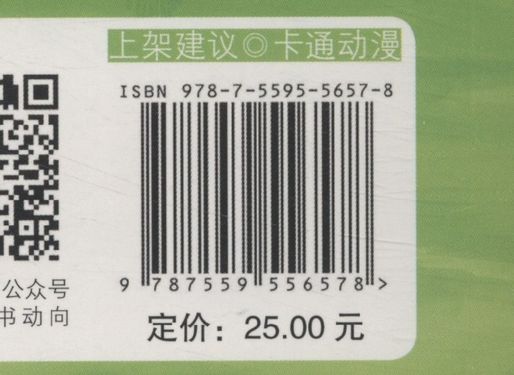 上架建议◎卡通动漫
ISBN 978-7-5595-5657-8
9 787559 556578 >
公众号
书动向
定价：25.00 元